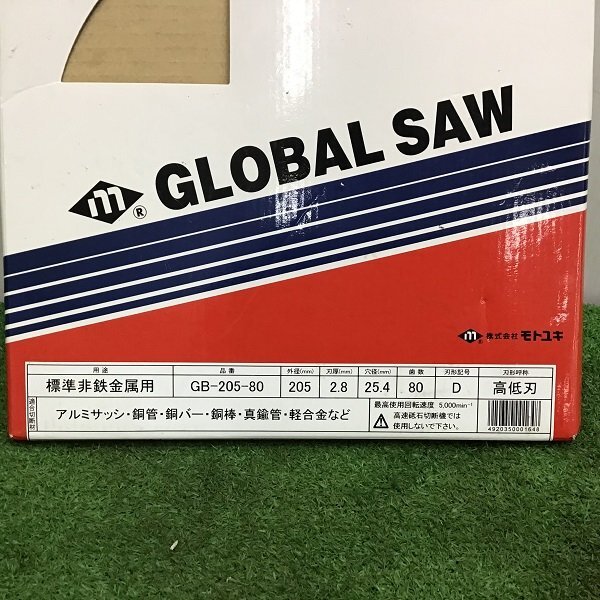 m® GLOBAL SAW
m® 株式会社 モトユキ
用途 品番 外径(mm) 刃厚(mm) 穴径(mm) 歯数 刃形記号 刃形呼称
標準非鉄金属用 GB-205-80 205 2.8 25.4 80 D 高低刃
適合切断材 アルミサッシ・銅管・銅バー・銅棒・真鍮管・軽合金など
最高使用回転速度 5,000min⁻¹
高速砥石切断機では
使用しないで下さい。
4920350001648